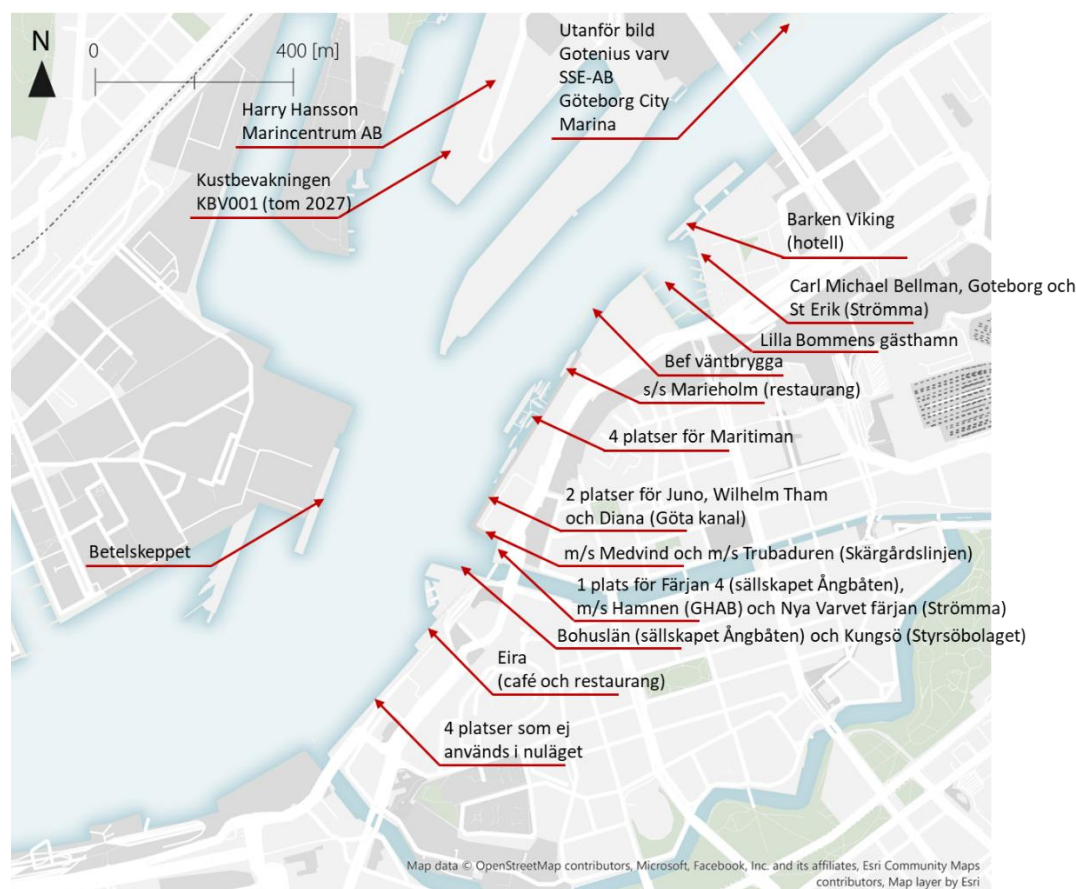 N
0 400 [m]
Harry Hansson
Marincentrum AB
Utanför bild
Gotenius varv
SSE-AB
Göteborg City
Marina
Kustbevakningen
KBV001 (tom 2027)
Barken Viking
(hotell)
Carl Michael Bellman, Goteborg och
St Erik (Strömma)
Lilla Bommens gästhamn
Bef väntbrygga
s/s Marieholm (restaurang)
4 platser för Maritiman
2 platser för Juno, Wilhelm Tham
och Diana (Göta kanal)
Betelskeppet
m/s Medvind och m/s Trubaduren (Skärgårdslinjen)
1 plats för Färjan 4 (sällskapet Ångbåten),
m/s Hamnen (GHAB) och Nya Varvet färjan (Strömma)
Bohuslän (sällskapet Ångbåten) och Kungsö (Styrsöbolaget)
Eira
(café och restaurang)
4 platser som ej
används i nuläget
Map data © OpenStreetMap contributors, Microsoft, Facebook, Inc. and its affiliates, Esri Community Maps
contributors, Map layer by Esri